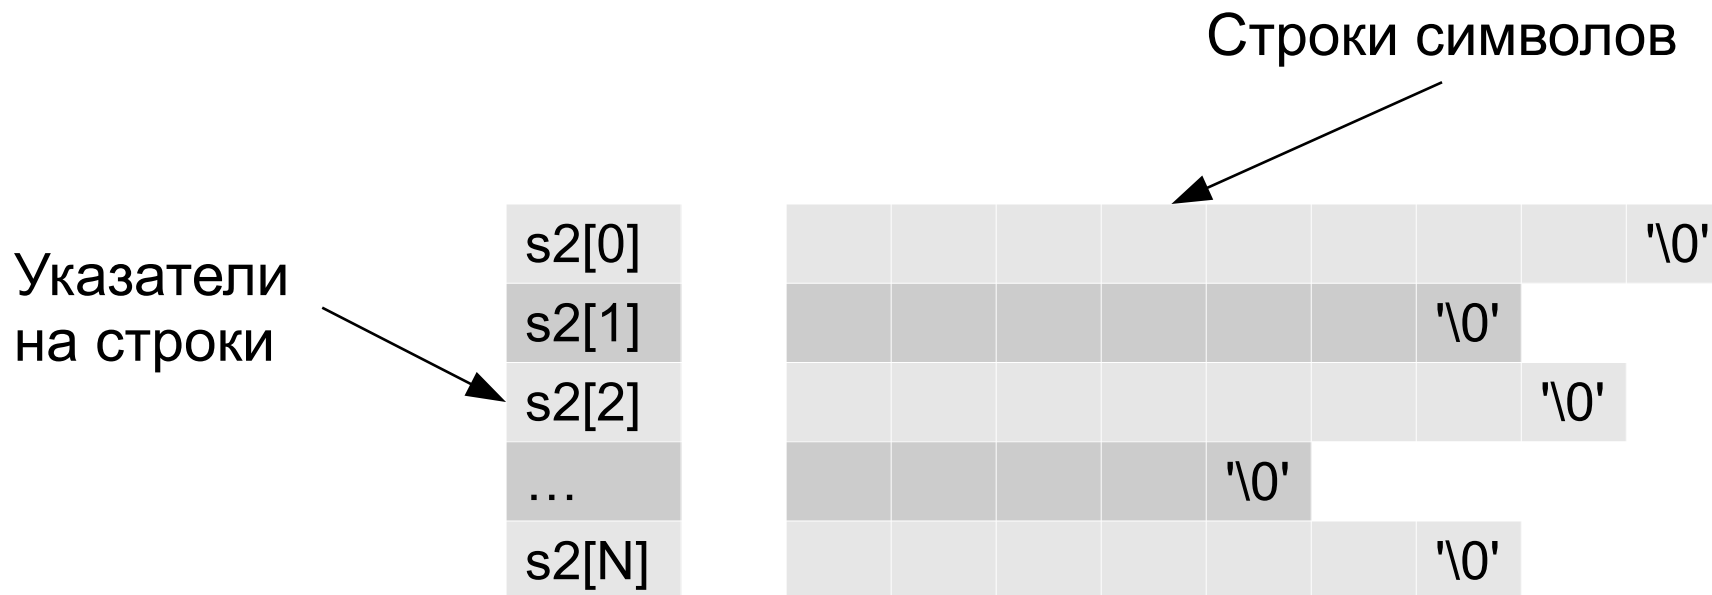 Строки символов
Указатели
на строки
s2[0] '\0'
s2[1] '\0'
s2[2] '\0'
... '\0'
s2[N] '\0'